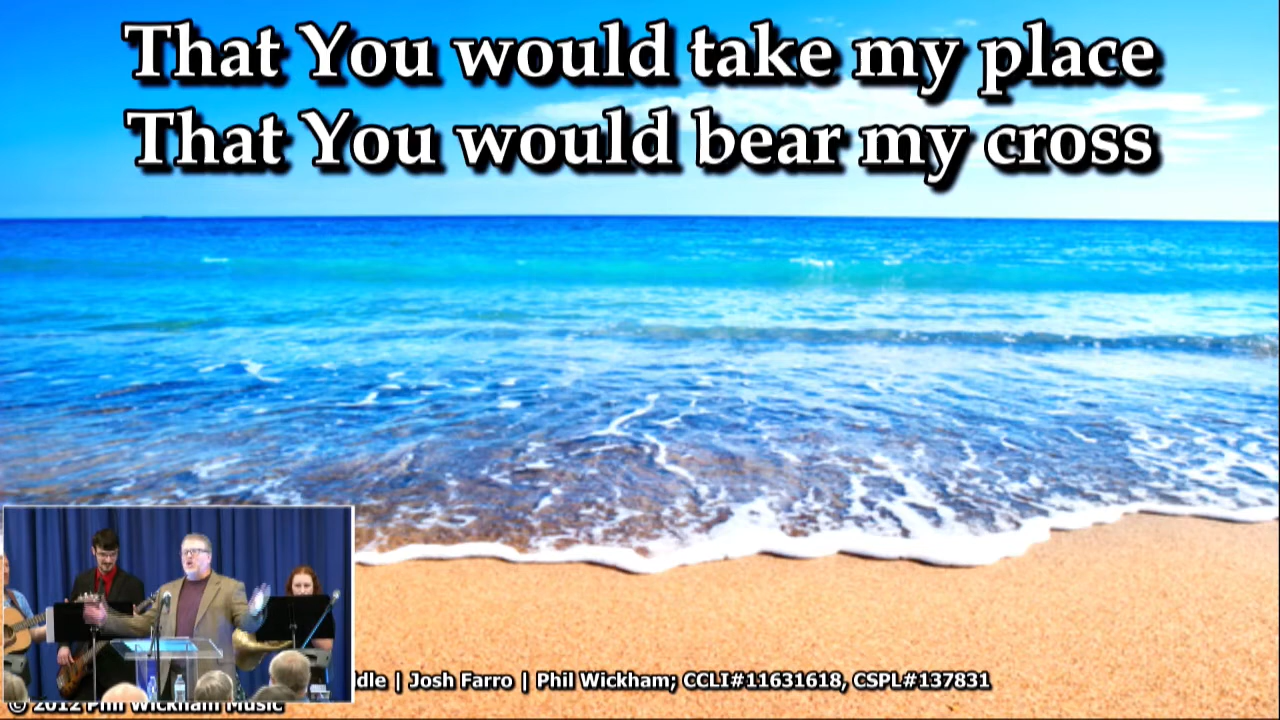 That You would take my place
That You would bear my cross
ddle | Josh Farro | Phil Wickham; CCLI#11631618, CSPL#137831
© 2012 Phil Wickham Music